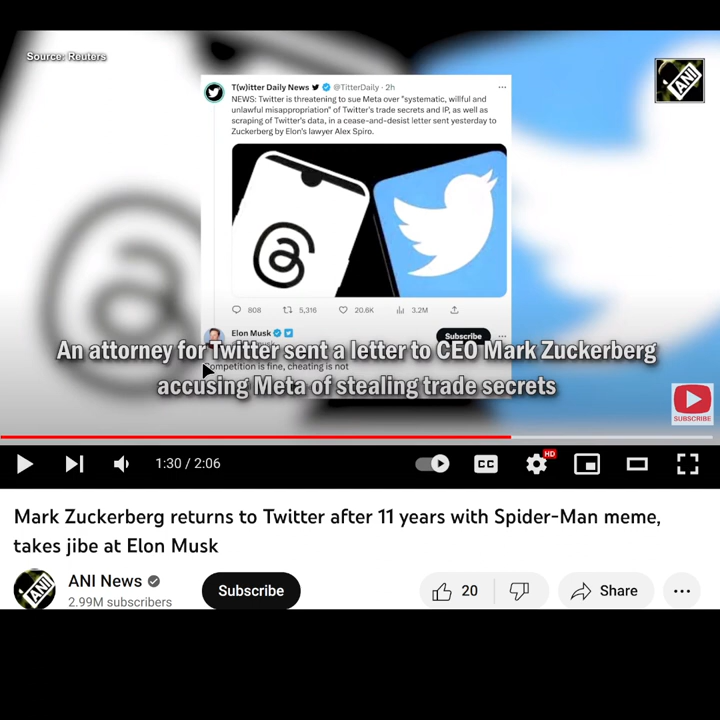 Source: Reuters
ANI
T(w)itter Daily News @TitterDaily · 2h
NEWS: Twitter is threatening to sue Meta over "systematic, willful and
unlawful misappropriation" of Twitter's trade secrets and IP, as well as
scraping of Twitter's data, in a cease-and-desist letter sent yesterday to
Zuckerberg by Elon's lawyer Alex Spiro.
808 5,316 20.6K 3.2M
Elon Musk
Subscribe
Competition is fine, cheating is not
An attorney for Twitter sent a letter to CEO Mark Zuckerberg
accusing Meta of stealing trade secrets
SUBSCRIBE
1:30 / 2:06
CC
HD
Mark Zuckerberg returns to Twitter after 11 years with Spider-Man meme,
takes jibe at Elon Musk
ANI
ANI News
2.99M subscribers
Subscribe
20
Share